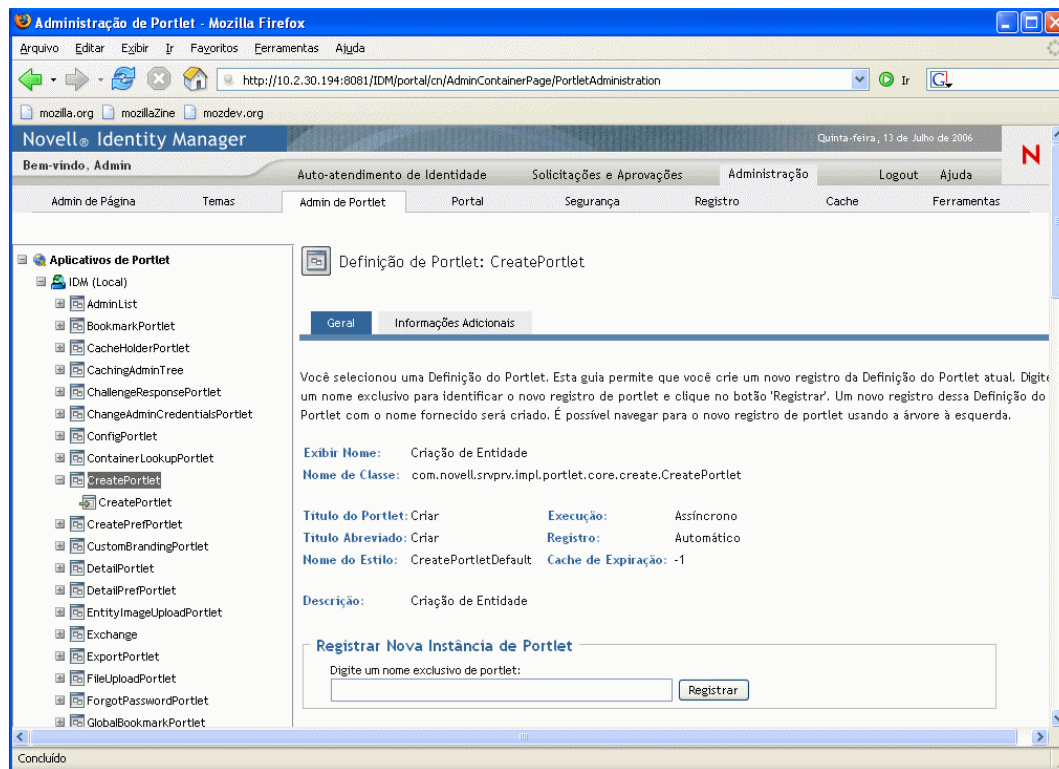 Administração de Portlet - Mozilla Firefox
Arquivo Editar Exibir Ir Favoritos Ferramentas Ajuda
http://10.2.30.194:8081/IDM/portal/cn/AdminContainerPage/PortletAdministration Ir G
mozilla.org mozillaZine mozdev.org
Novell® Identity Manager
Quinta-feira, 13 de Julho de 2006
N
Bem-vindo, Admin
Auto-atendimento de Identidade Solicitações e Aprovações Administração Logout Ajuda
Admin de Página Temas Admin de Portlet Portal Segurança Registro Cache Ferramentas
Aplicativos de Portlet
IDM (Local)
AdminList
BookmarkPortlet
CacheHolderPortlet
CachingAdminTree
ChallengeResponsePortlet
ChangeAdminCredentialsPortlet
ConfigPortlet
ContainerLookupPortlet
CreatePortlet
CreatePortlet
CreatePrefPortlet
CustomBrandingPortlet
DetailPortlet
DetailPrefPortlet
EntityImageUploadPortlet
Exchange
ExportPortlet
FileUploadPortlet
ForgotPasswordPortlet
GlobalBookmarkPortlet
Definição de Portlet: CreatePortlet
Geral Informações Adicionais
Você selecionou uma Definição do Portlet. Esta guia permite que você crie um novo registro da Definição do Portlet atual. Digite
um nome exclusivo para identificar o novo registro de portlet e clique no botão 'Registrar'. Um novo registro dessa Definição do
Portlet com o nome fornecido será criado. É possível navegar para o novo registro de portlet usando a árvore à esquerda.
Exibir Nome: Criação de Entidade
Nome de Classe: com.novell.srvprv.impl.portlet.core.create.CreatePortlet
Título do Portlet: Criar Execução: Assíncrono
Título Abreviado: Criar Registro: Automático
Nome do Estilo: CreatePortletDefault Cache de Expiração: -1
Descrição: Criação de Entidade
Registrar Nova Instância de Portlet
Digite um nome exclusivo de portlet:
Registrar
Concluído